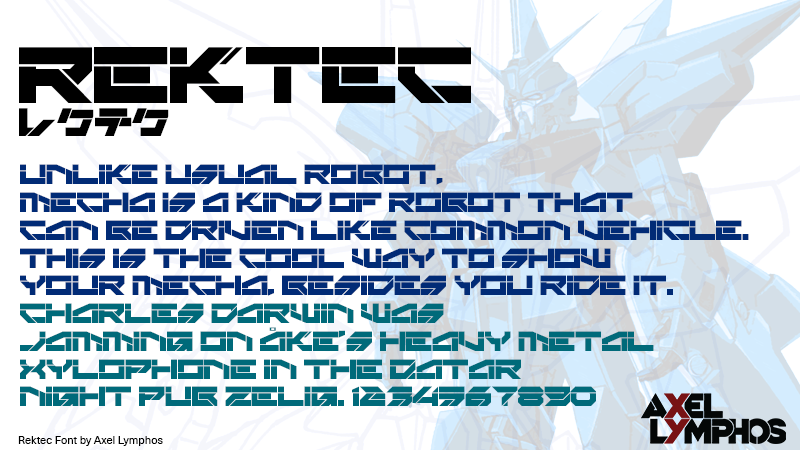 REKTEC
レクテク
UNLIKE USUAL ROBOT,
MECHA IS A KIND OF ROBOT THAT
CAN BE DRIVEN LIKE COMMON VEHICLE.
THIS IS THE COOL WAY TO SHOW
YOUR MECHA, BESIDES YOU RIDE IT.
CHARLES DARWIN WAS
JAMMING ON ÅKE'S HEAVY METAL
XYLOPHONE IN THE QATAR
NIGHT PUB ZELIG. 1234567890
Rektec Font by Axel Lymphos
AXEL
LYMPHOS